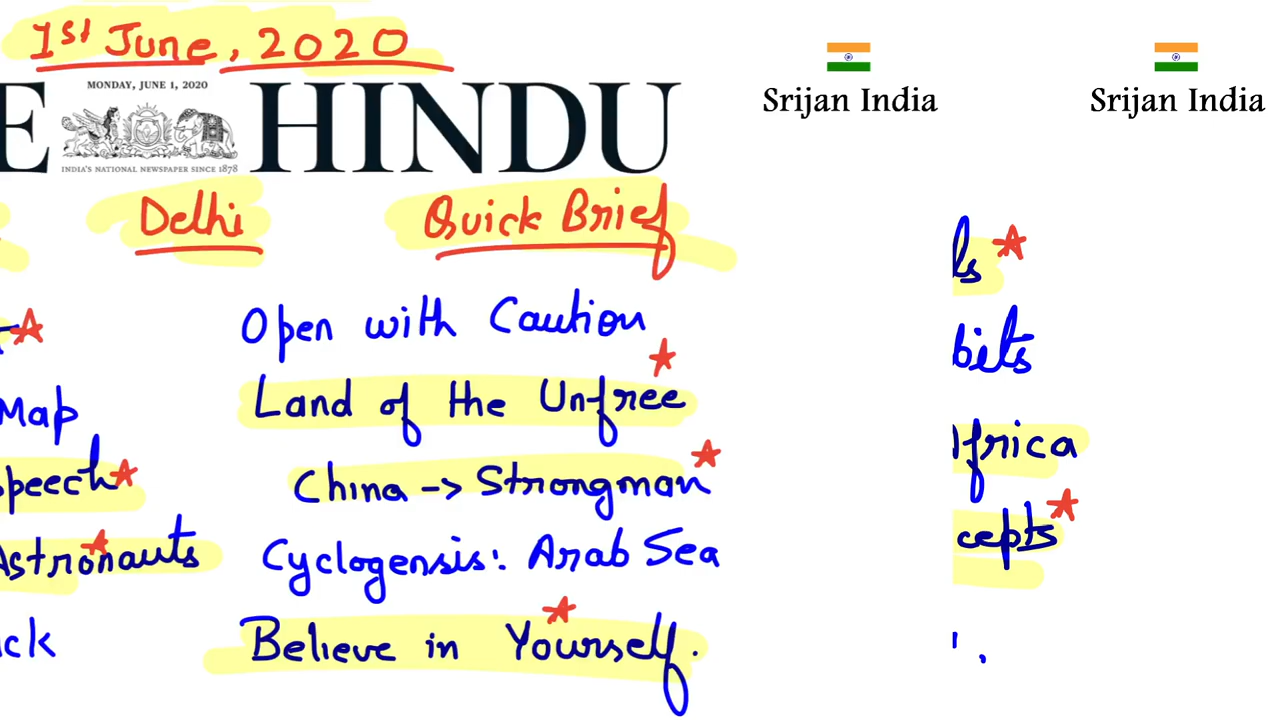 1st June, 2020
Srijan India
Srijan India
MONDAY, JUNE 1, 2020
E HINDU
INDIA'S NATIONAL NEWSPAPER SINCE 1878
Delhi Quick Brief
ls
Open with Caution
bits
Map Land of the Unfree
frica
Speech China -> Strongman
cepts
Astronauts Cyclogensis: Arab Sea
ck Believe in Yourself.